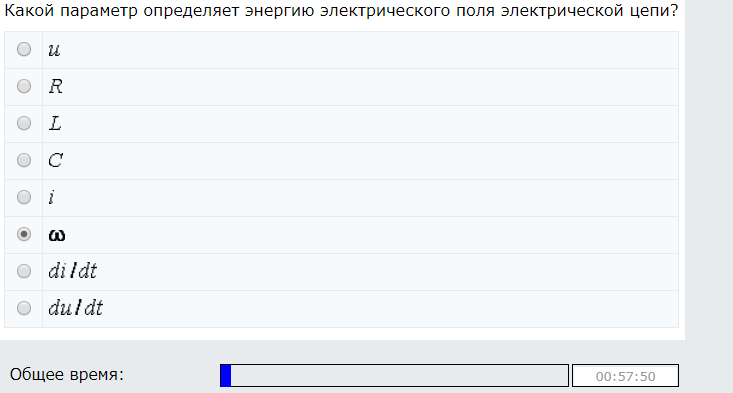 Какой параметр определяет энергию электрического поля электрической цепи?
u
R
L
C
i
ω
di/dt
du/dt
Общее время: 00:57:50